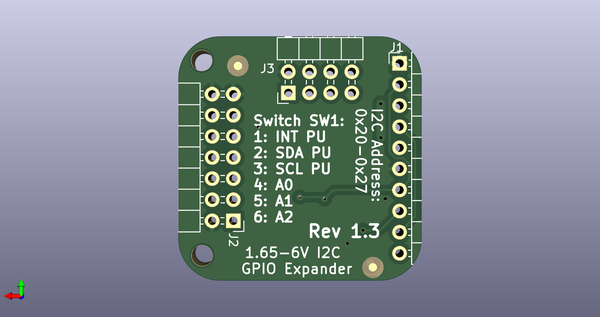 J1
J3
Switch SW1:
1: INT PU
2: SDA PU
3: SCL PU
4: A0
5: A1
6: A2
I2C Address:
0x20-0x27
Rev 1.3
J2
1.65-6V I2C
GPIO Expander